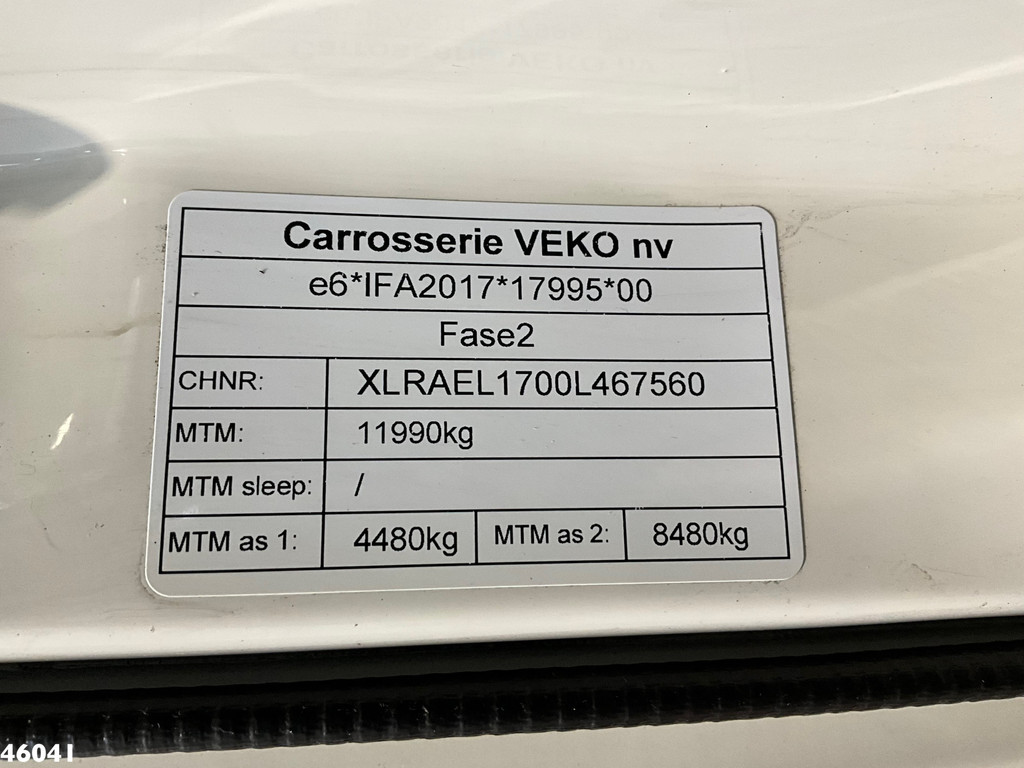 Carrosserie VEKO nv
e6*IFA2017*17995*00
Fase2
CHNR: XLRAEL1700L467560
MTM: 11990kg
MTM sleep: /
MTM as 1: 4480kg MTM as 2: 8480kg
46041